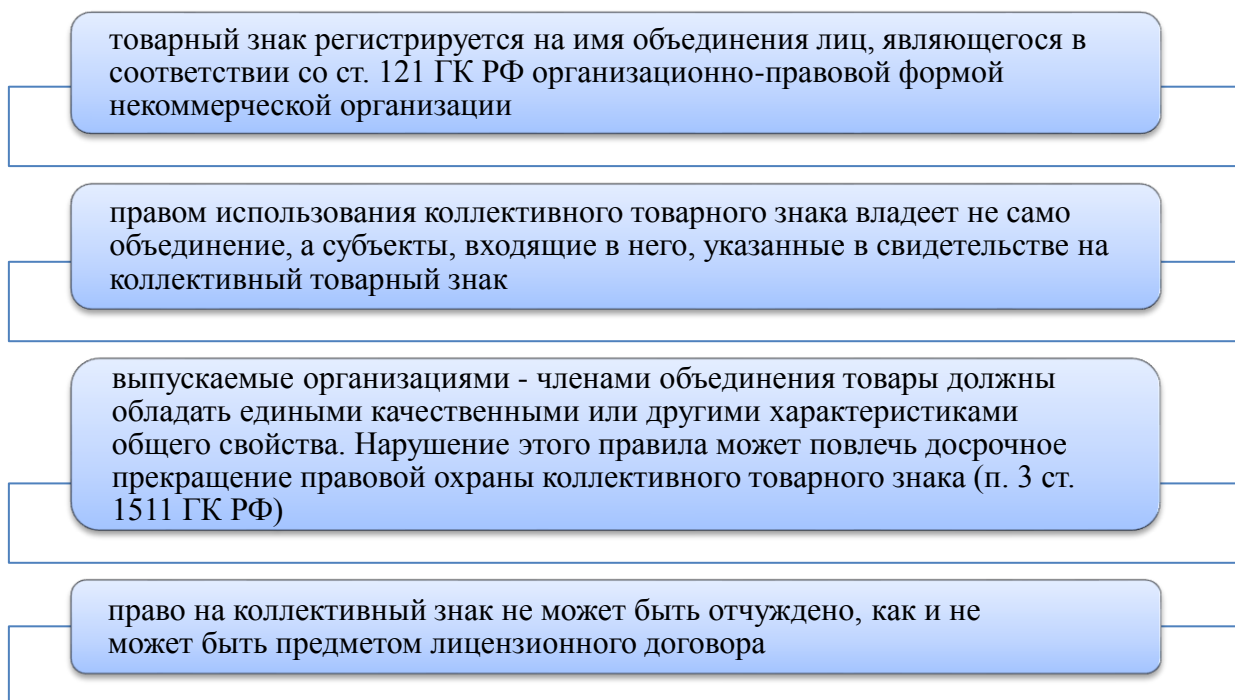 товарный знак регистрируется на имя объединения лиц, являющегося в
соответствии со ст. 121 ГК РФ организационно-правовой формой
некоммерческой организации
правом использования коллективного товарного знака владеет не само
объединение, а субъекты, входящие в него, указанные в свидетельстве на
коллективный товарный знак
выпускаемые организациями - членами объединения товары должны
обладать едиными качественными или другими характеристиками
общего свойства. Нарушение этого правила может повлечь досрочное
прекращение правовой охраны коллективного товарного знака (п. 3 ст.
1511 ГК РФ)
право на коллективный знак не может быть отчуждено, как и не
может быть предметом лицензионного договора